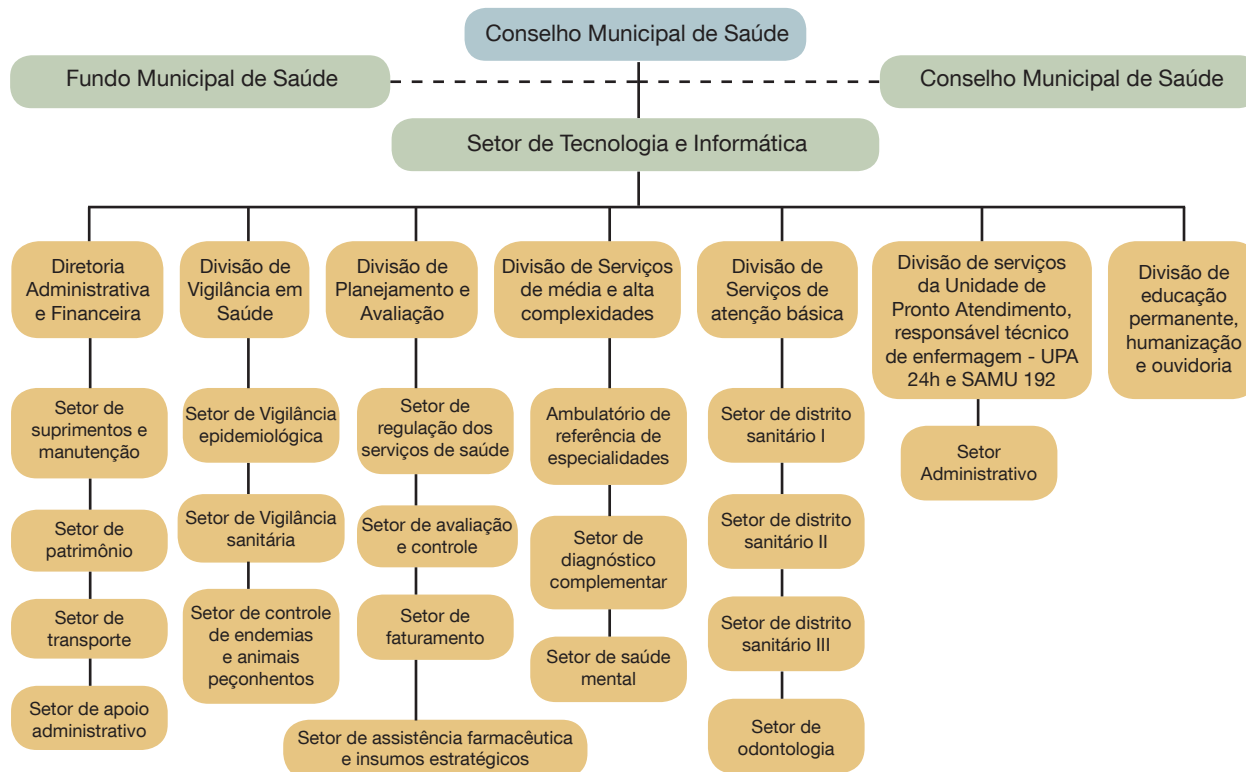 Conselho Municipal de Saúde
Fundo Municipal de Saúde
Conselho Municipal de Saúde
Setor de Tecnologia e Informática
Diretoria
Administrativa
e Financeira
Divisão de
Vigilância em
Saúde
Divisão de
Planejamento e
Avaliação
Divisão de Serviços
de média e alta
complexidades
Divisão de
Serviços de
atenção básica
Divisão de serviços
da Unidade de
Pronto Atendimento,
responsável técnico
de enfermagem - UPA
24h e SAMU 192
Divisão de
educação
permanente,
humanização
e ouvidoria
Setor de
suprimentos e
manutenção
Setor de
patrimônio
Setor de
transporte
Setor de apoio
administrativo
Setor de Vigilância
epidemiológica
Setor de Vigilância
sanitária
Setor de controle
de endemias
e animais
peçonhentos
Setor de
regulação dos
serviços de saúde
Setor de avaliação
e controle
Setor de
faturamento
Setor de assistência farmacêutica
e insumos estratégicos
Ambulatório de
referência de
especialidades
Setor de
diagnóstico
complementar
Setor de saúde
mental
Setor de distrito
sanitário I
Setor de distrito
sanitário II
Setor de distrito
sanitário III
Setor de
odontologia
Setor
Administrativo